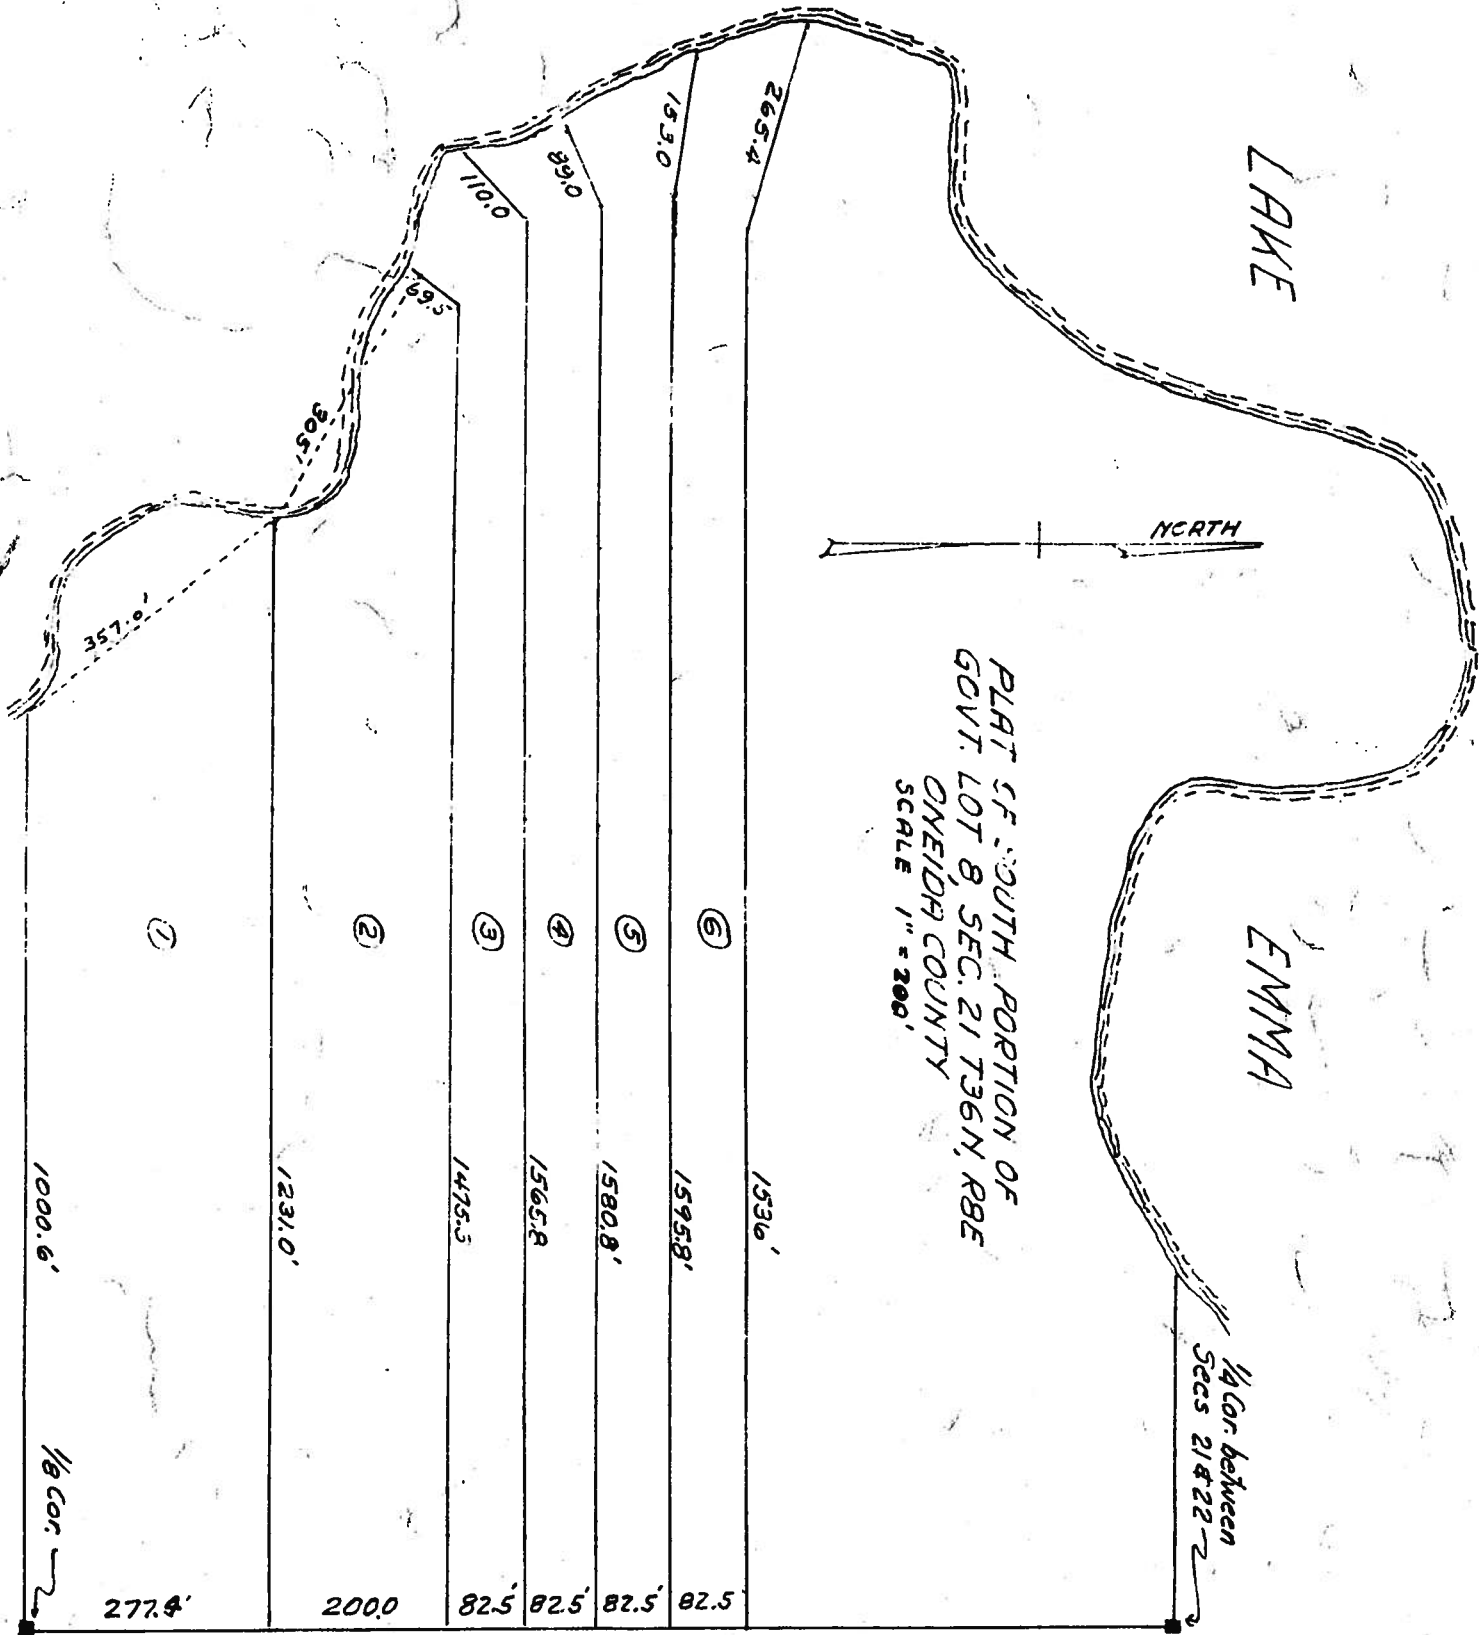 LAKE
EMMA
NORTH
PLAT OF SOUTH PORTION OF
GOVT. LOT 8, SEC. 21 T36N, R8E
ONEIDA COUNTY
SCALE 1" = 200'
1/4 Cor. between
Secs 21 & 22
265.4
153.0
89.0
110.0
69.5
305'
357.0'
⑥
⑤
④
③
②
①
1536'
1595.8'
1580.8'
1565.8
1475.3
1231.0'
1000.6'
1/8 Cor.
277.4'
200.0
82.5'
82.5'
82.5'
82.5